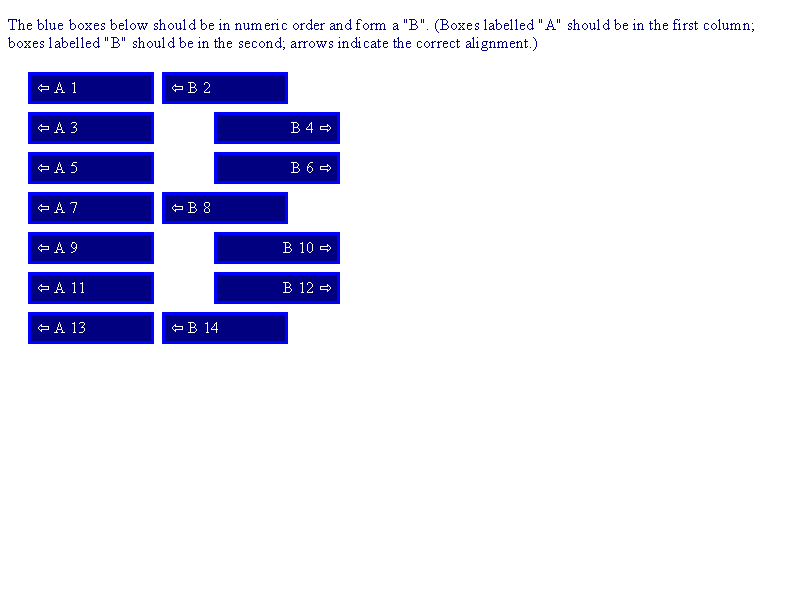 The blue boxes below should be in numeric order and form a "B". (Boxes labelled "A" should be in the first column;
boxes labelled "B" should be in the second; arrows indicate the correct alignment.)
⇦ A 1 ⇦ B 2
⇦ A 3 B 4 ⇨
⇦ A 5 B 6 ⇨
⇦ A 7 ⇦ B 8
⇦ A 9 B 10 ⇨
⇦ A 11 B 12 ⇨
⇦ A 13 ⇦ B 14